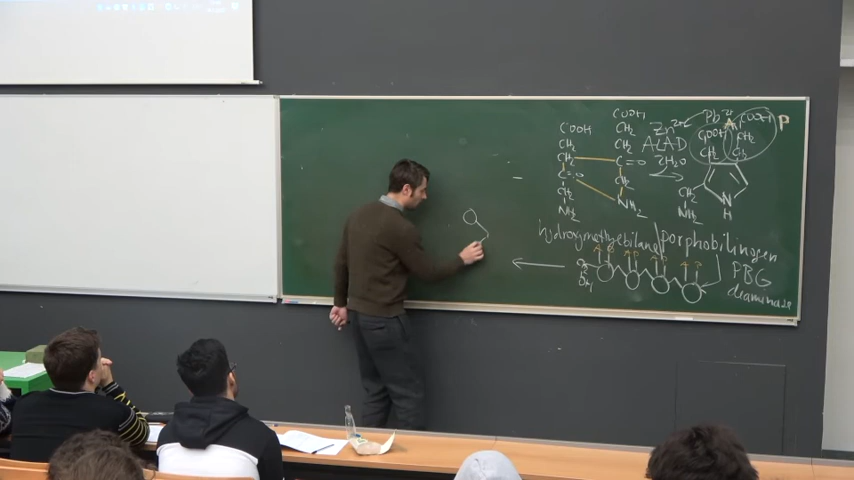 COOH
CH₂
CH₂
C=O
CH₂
NH₂
COOH
CH₂
CH₂
C=O
CH₂
NH₂
Zn²⁺
Pb²⁺
ALAD
2H₂O
A
P
COOH
COOH
CH₂
CH₂
CH₂
CH₂
NH₂
N
H
hydroxymethylbilane
porphobilinogen
PBG
deaminase